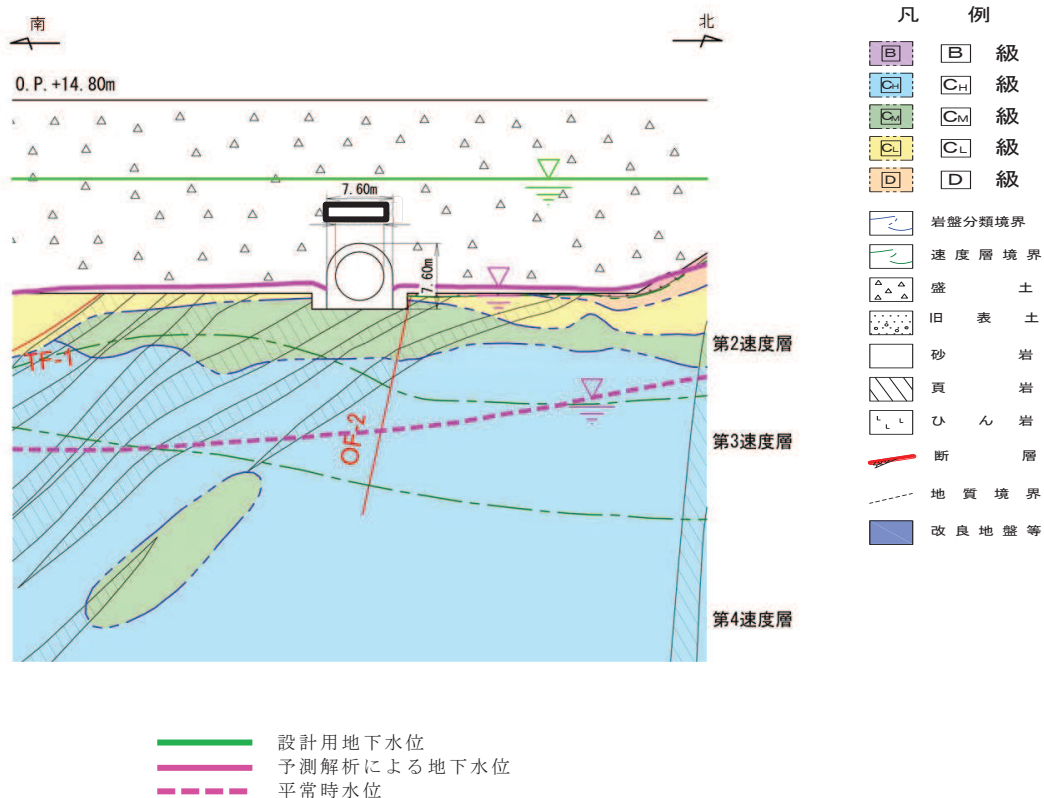 南
北
O.P.+14.80m
7.60m
7.60m
TF-1
OF-2
第2速度層
第3速度層
第4速度層
凡 例
B B 級
CH CH 級
CM CM 級
CL CL 級
D D 級
岩盤分類境界
速度層境界
盛土
旧表土
砂岩
頁岩
ひん岩
断層
地質境界
改良地盤等
設計用地下水位
予測解析による地下水位
平常時水位